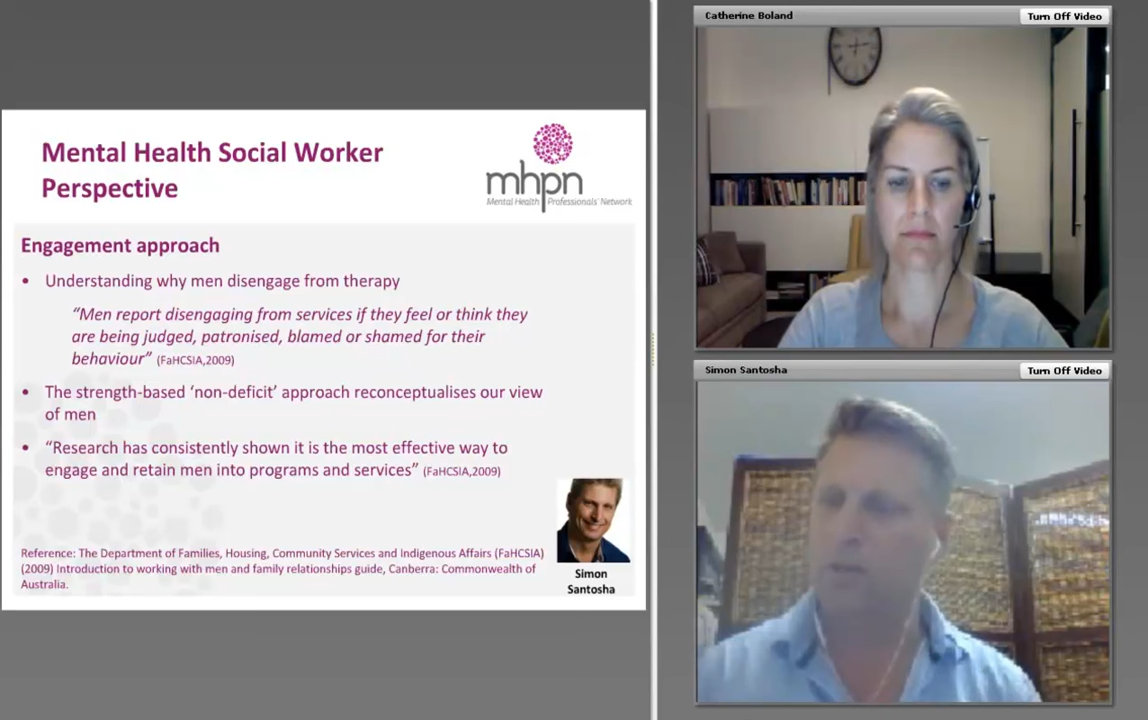 Mental Health Social Worker
Perspective
mhpn
Mental Health Professionals' Network
Engagement approach
• Understanding why men disengage from therapy
“Men report disengaging from services if they feel or think they
are being judged, patronised, blamed or shamed for their
behaviour” (FaHCSIA,2009)
• The strength-based ‘non-deficit’ approach reconceptualises our view
of men
• “Research has consistently shown it is the most effective way to
engage and retain men into programs and services” (FaHCSIA,2009)
Reference: The Department of Families, Housing, Community Services and Indigenous Affairs (FaHCSIA)
(2009) Introduction to working with men and family relationships guide, Canberra: Commonwealth of
Australia.
Simon
Santosha
Catherine Boland
Turn Off Video
Simon Santosha
Turn Off Video